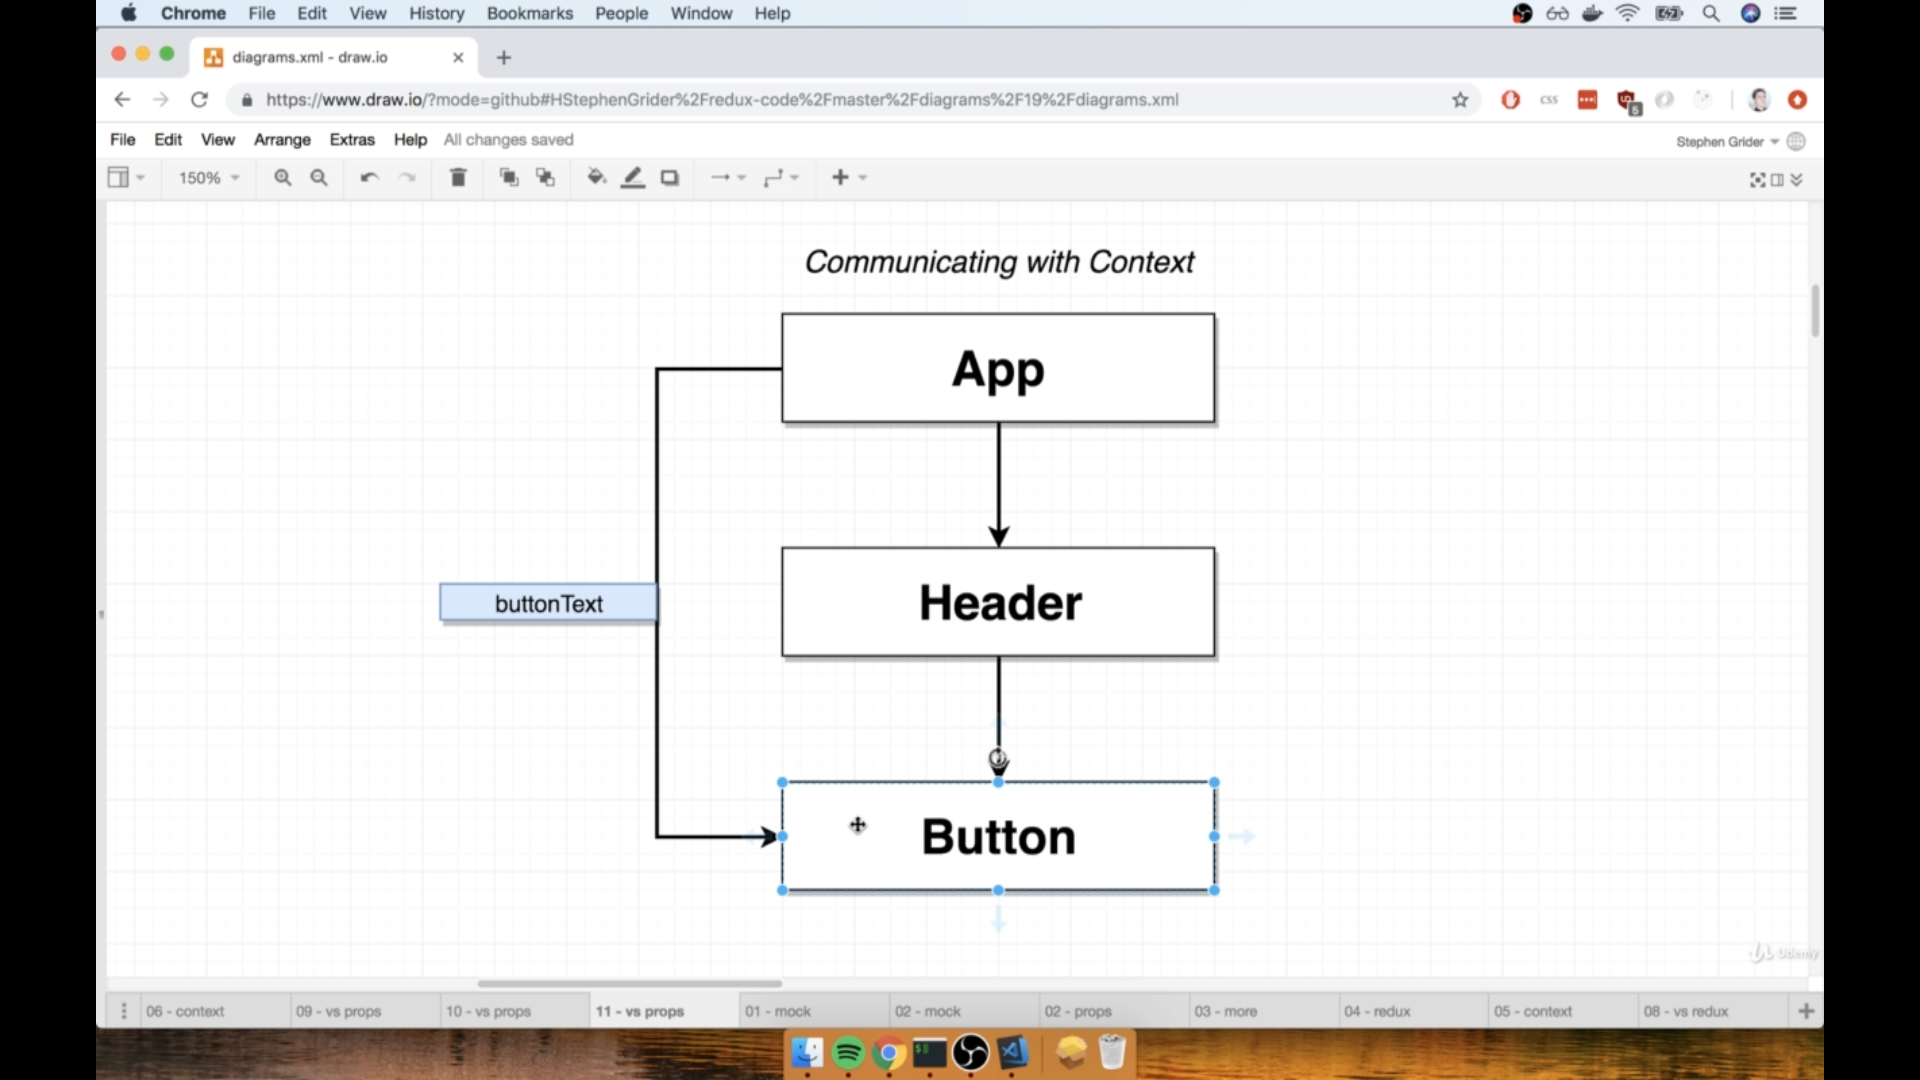 Chrome File Edit View History Bookmarks People Window Help
diagrams.xml - draw.io
https://www.draw.io/?mode=github#HStephenGrider%2Fredux-code%2Fmaster%2Fdiagrams%2F19%2Fdiagrams.xml
CSS
6
File Edit View Arrange Extras Help All changes saved
Stephen Grider
150%
Communicating with Context
App
buttonText
Header
Button
Udemy
06 - context 09 - vs props 10 - vs props 11 - vs props 01 - mock 02 - mock 02 - props 03 - more 04 - redux 05 - context 08 - vs redux